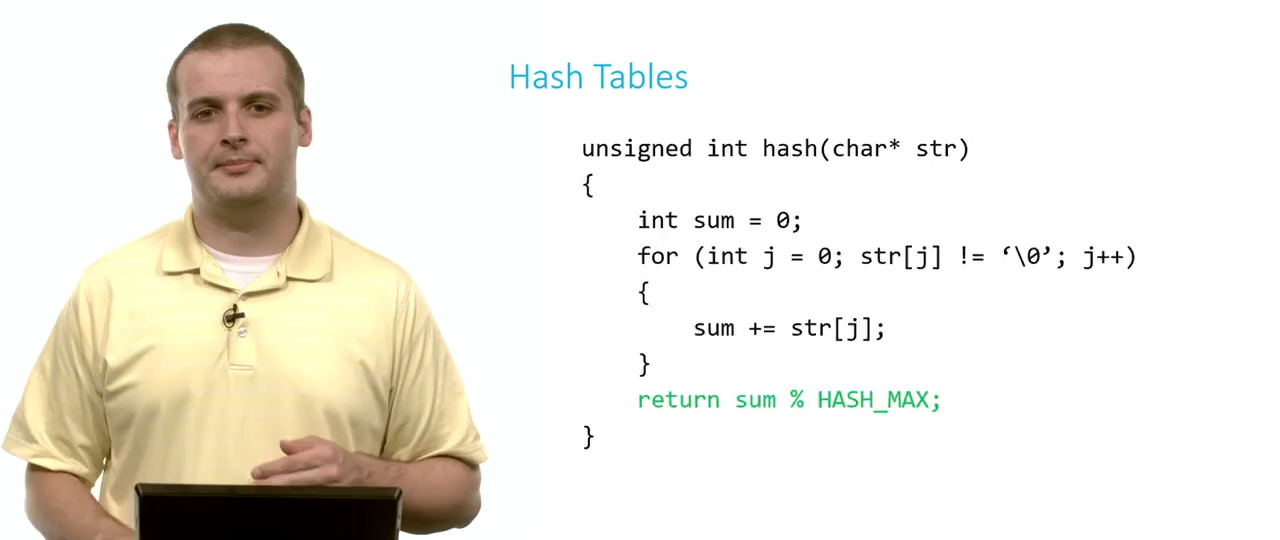 Hash Tables
unsigned int hash(char* str)
{
    int sum = 0;
    for (int j = 0; str[j] != ‘\0’; j++)
    {
        sum += str[j];
    }
    return sum % HASH_MAX;
}